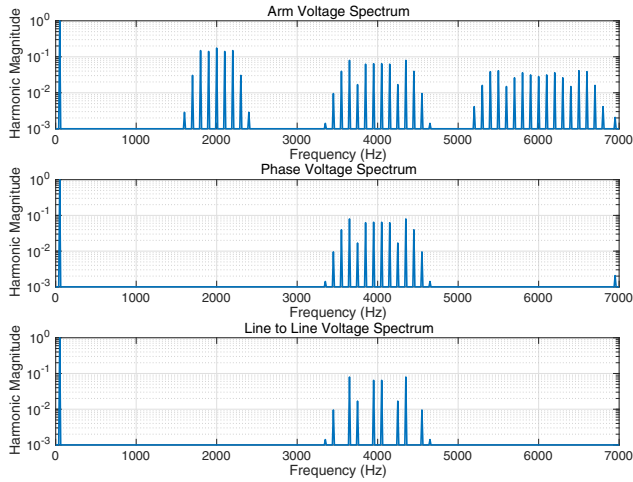 Arm Voltage Spectrum
Harmonic Magnitude
10^0
10^-1
10^-2
10^-3
0 1000 2000 3000 4000 5000 6000 7000
Frequency (Hz)
Phase Voltage Spectrum
Harmonic Magnitude
10^0
10^-1
10^-2
10^-3
0 1000 2000 3000 4000 5000 6000 7000
Frequency (Hz)
Line to Line Voltage Spectrum
Harmonic Magnitude
10^0
10^-1
10^-2
10^-3
0 1000 2000 3000 4000 5000 6000 7000
Frequency (Hz)